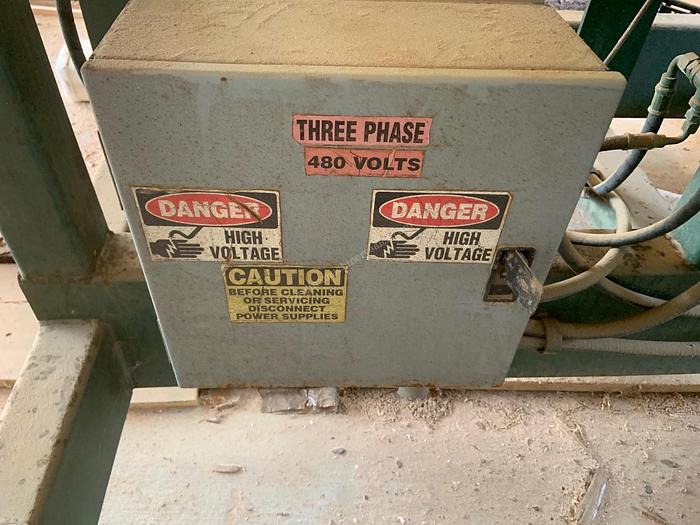 THREE PHASE
480 VOLTS
DANGER
HIGH
VOLTAGE
DANGER
HIGH
VOLTAGE
CAUTION
BEFORE CLEANING
OR SERVICING
DISCONNECT
POWER SUPPLIES